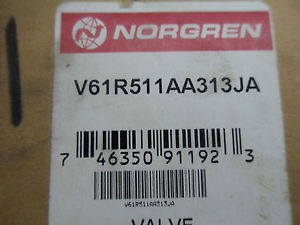 NORGREN
V61R511AA313JA
7 46350 91192 3
V61R511AA313JA
VALVE